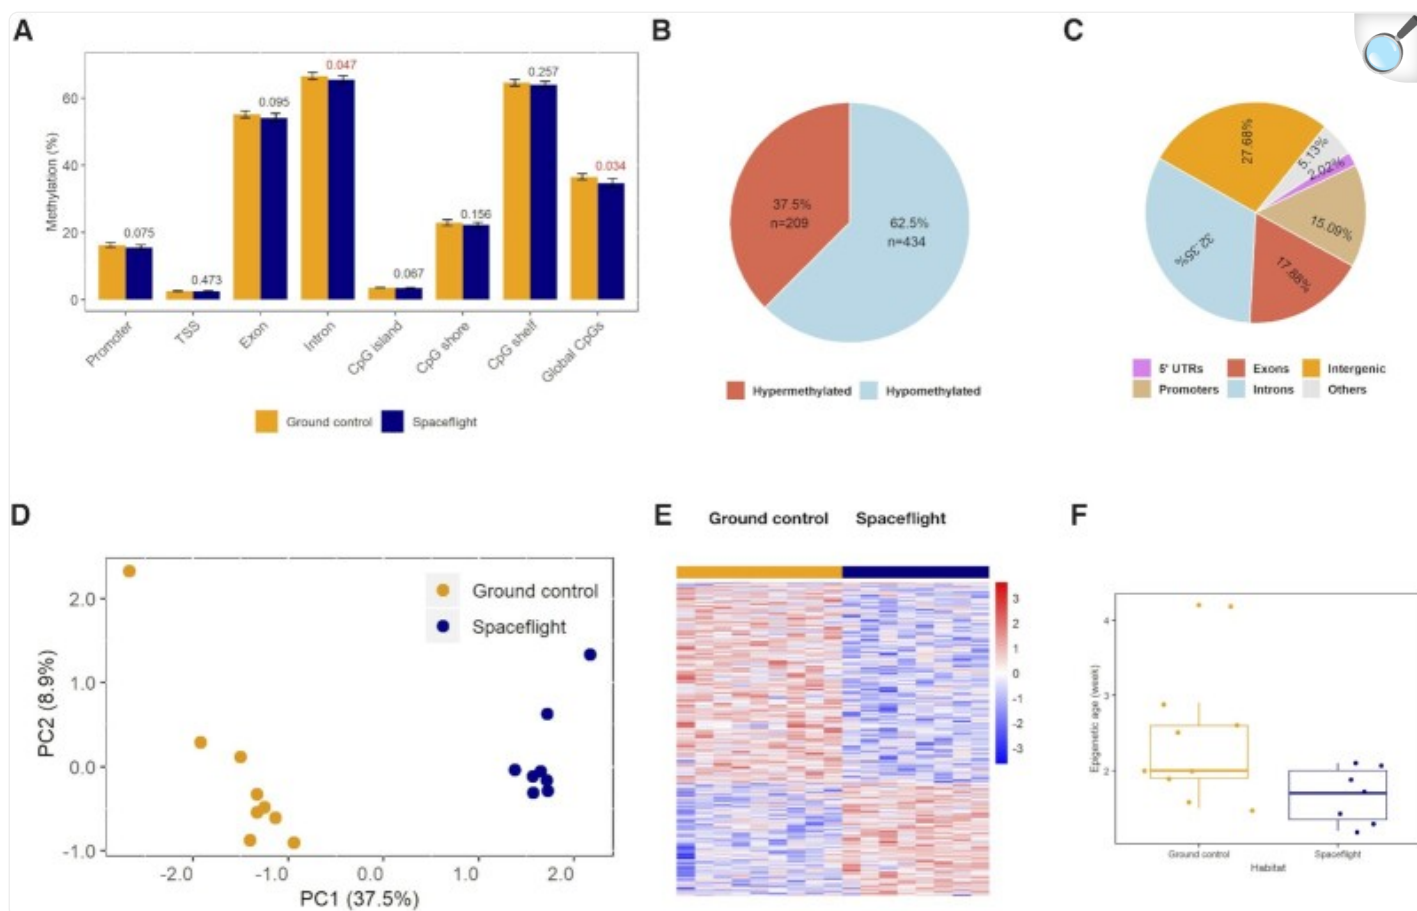 A
Methylation (%)
60
40
20
0
0.075
0.473
0.095
0.047
0.067
0.156
0.257
0.034
Promoter
TSS
Exon
Intron
CpG island
CpG shore
CpG shelf
Global CpGs
Ground control
Spaceflight
B
37.5%
n=209
62.5%
n=434
Hypermethylated
Hypomethylated
C
27.68%
5.13%
2.02%
15.09%
17.88%
32.35%
5' UTRs
Exons
Intergenic
Promoters
Introns
Others
D
PC2 (8.9%)
2.0
1.0
0.0
-1.0
Ground control
Spaceflight
-2.0
-1.0
0.0
1.0
2.0
PC1 (37.5%)
E
Ground control
Spaceflight
3
2
1
0
-1
-2
-3
F
Epigenetic age (week)
4
3
2
Ground control
Spaceflight
Habitat